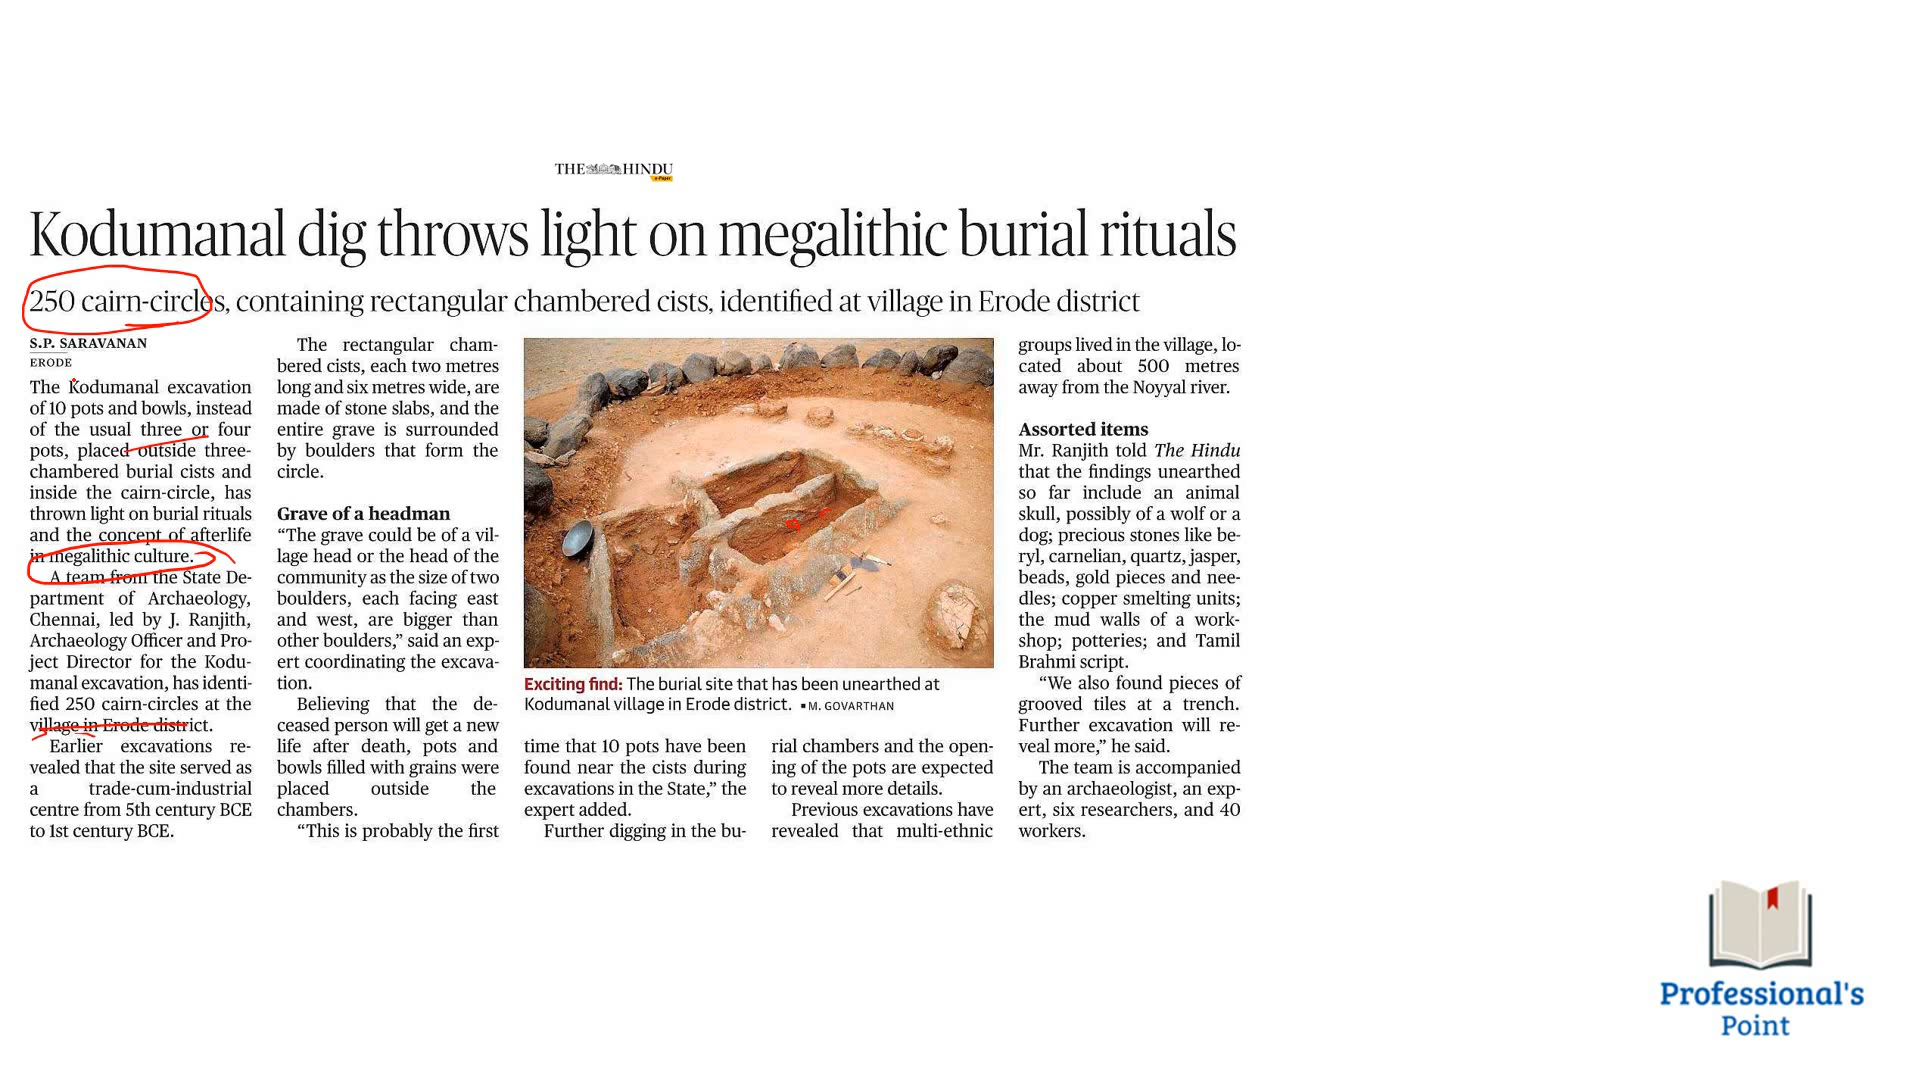 THE HINDU
e-Paper
Kodumanal dig throws light on megalithic burial rituals
250 cairn-circles, containing rectangular chambered cists, identified at village in Erode district
S.P. SARAVANAN
ERODE
The Kodumanal excavation
of 10 pots and bowls, instead
of the usual three or four
pots, placed outside three-
chambered burial cists and
inside the cairn-circle, has
thrown light on burial rituals
and the concept of afterlife
in megalithic culture.
A team from the State De-
partment of Archaeology,
Chennai, led by J. Ranjith,
Archaeology Officer and Pro-
ject Director for the Kodu-
manal excavation, has identi-
fied 250 cairn-circles at the
village in Erode district.
Earlier excavations re-
vealed that the site served as
a trade-cum-industrial
centre from 5th century BCE
to 1st century BCE.
The rectangular cham-
bered cists, each two metres
long and six metres wide, are
made of stone slabs, and the
entire grave is surrounded
by boulders that form the
circle.
Grave of a headman
“The grave could be of a vil-
lage head or the head of the
community as the size of two
boulders, each facing east
and west, are bigger than
other boulders,” said an exp-
ert coordinating the excava-
tion.
Believing that the de-
ceased person will get a new
life after death, pots and
bowls filled with grains were
placed outside the
chambers.
“This is probably the first
Exciting find: The burial site that has been unearthed at
Kodumanal village in Erode district. ▪ M. GOVARTHAN
time that 10 pots have been
found near the cists during
excavations in the State,” the
expert added.
Further digging in the bu-
rial chambers and the open-
ing of the pots are expected
to reveal more details.
Previous excavations have
revealed that multi-ethnic
groups lived in the village, lo-
cated about 500 metres
away from the Noyyal river.
Assorted items
Mr. Ranjith told The Hindu
that the findings unearthed
so far include an animal
skull, possibly of a wolf or a
dog; precious stones like be-
ryl, carnelian, quartz, jasper,
beads, gold pieces and nee-
dles; copper smelting units;
the mud walls of a work-
shop; potteries; and Tamil
Brahmi script.
“We also found pieces of
grooved tiles at a trench.
Further excavation will re-
veal more,” he said.
The team is accompanied
by an archaeologist, an exp-
ert, six researchers, and 40
workers.
Professional's
Point